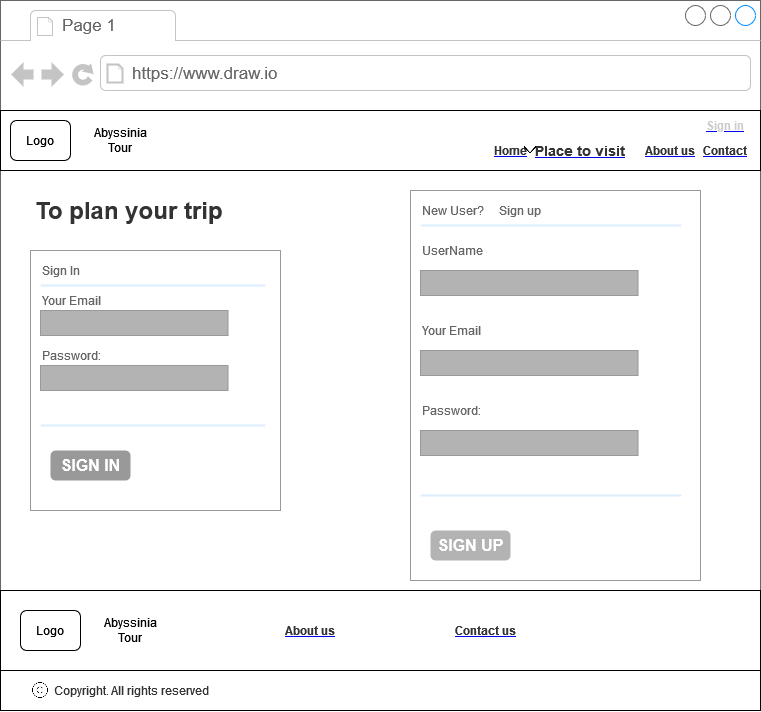 Page 1
https://www.draw.io
Sign in
Logo
Abyssinia
Tour
Home Place to visit About us Contact
To plan your trip
Sign In
Your Email
Password:
SIGN IN
New User? Sign up
UserName
Your Email
Password:
SIGN UP
Logo
Abyssinia
Tour
About us
Contact us
© Copyright. All rights reserved